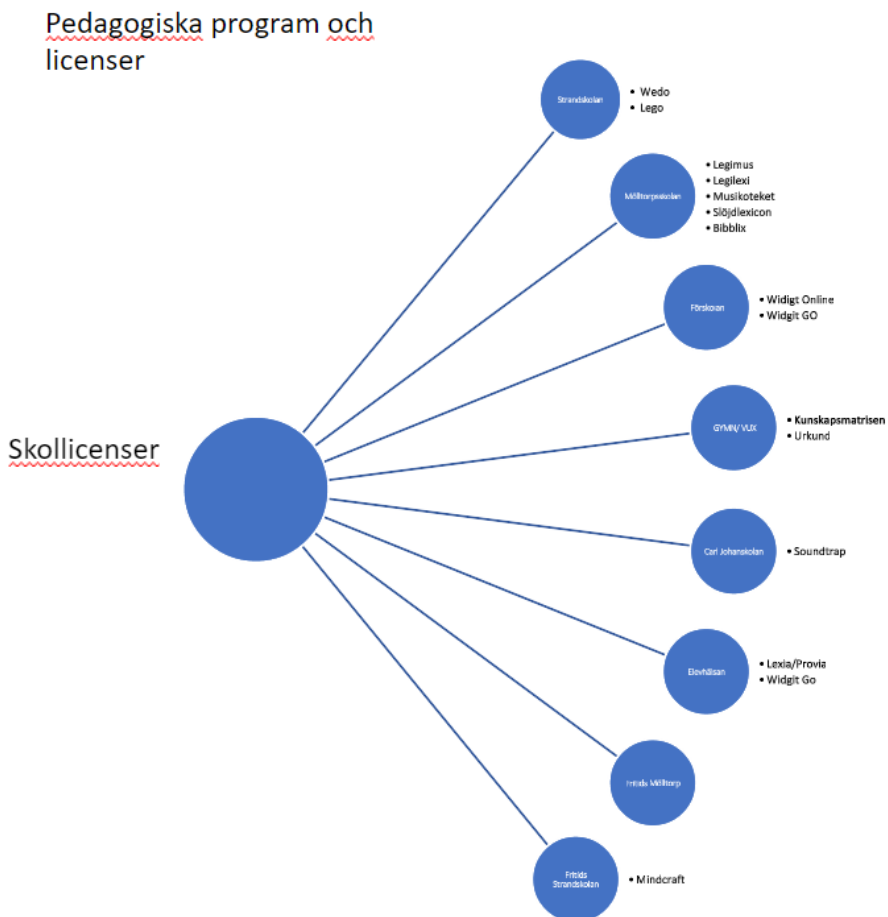 Pedagogiska program och
licenser
Strandskolan
• Wedo
• Lego
Mölltorpsskolan
• Legimus
• Legilexi
• Musikoteket
• Slöjdlexicon
• Bibblix
Förskolan
• Widigt Online
• Widgit GO
GYMN/ VUX
• Kunskapsmatrisen
• Urkund
Skollicenser
Carl Johanskolan
• Soundtrap
Elevhälsan
• Lexia/Provia
• Widgit Go
Fritids Mölltorp
Fritids
Strandskolan
• Mindcraft